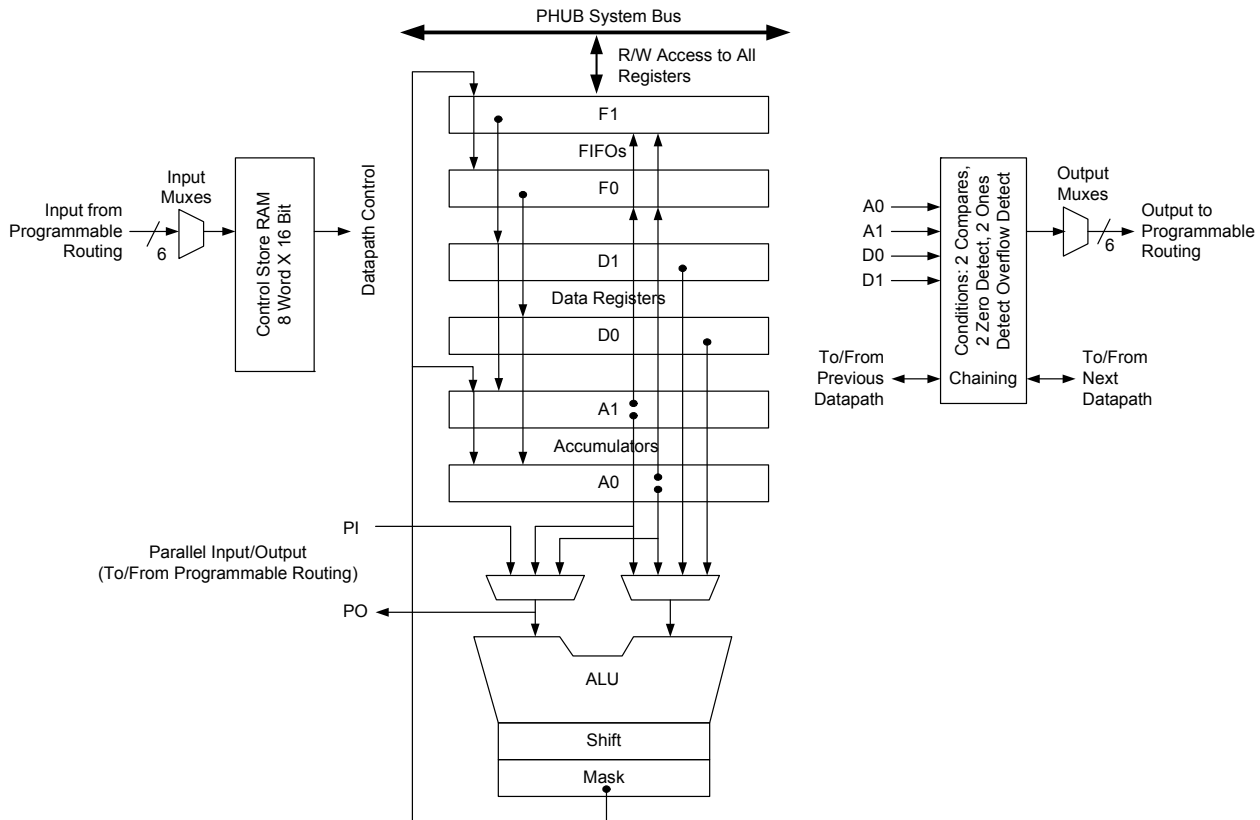 PHUB System Bus
R/W Access to All
Registers
F1
FIFOs
F0
D1
Data Registers
D0
A1
Accumulators
A0
Input from
Programmable
Routing
6
Input
Muxes
Control Store RAM
8 Word X 16 Bit
Datapath Control
PI
Parallel Input/Output
(To/From Programmable Routing)
PO
ALU
Shift
Mask
A0
A1
D0
D1
Conditions: 2 Compares,
2 Zero Detect, 2 Ones
Detect Overflow Detect
Output
Muxes
6
Output to
Programmable
Routing
To/From
Previous
Datapath
Chaining
To/From
Next
Datapath